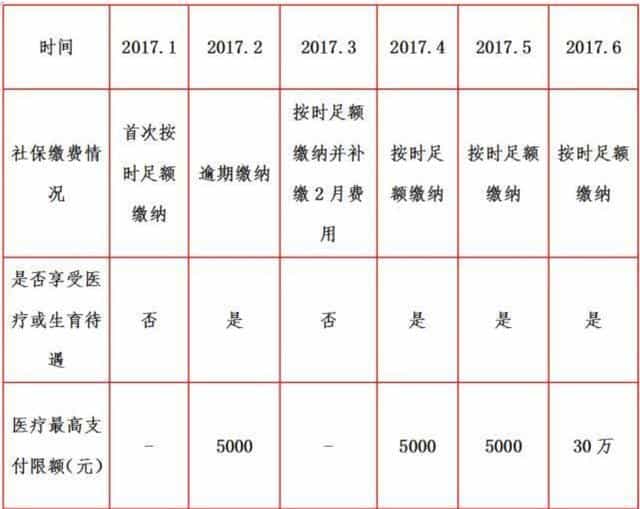 时间 2017.1 2017.2 2017.3 2017.4 2017.5 2017.6
社保缴费情
况
首次按
时足额
缴纳
逾期缴纳
按时足额
缴纳并补
缴2月费
用
按时足
额缴纳
按时足额
缴纳
按时足额
缴纳
是否享受医
疗或生育待
遇
否 是 否 是 是 是
医疗最高支
付限额(元)
– 5000 – 5000 5000 30万